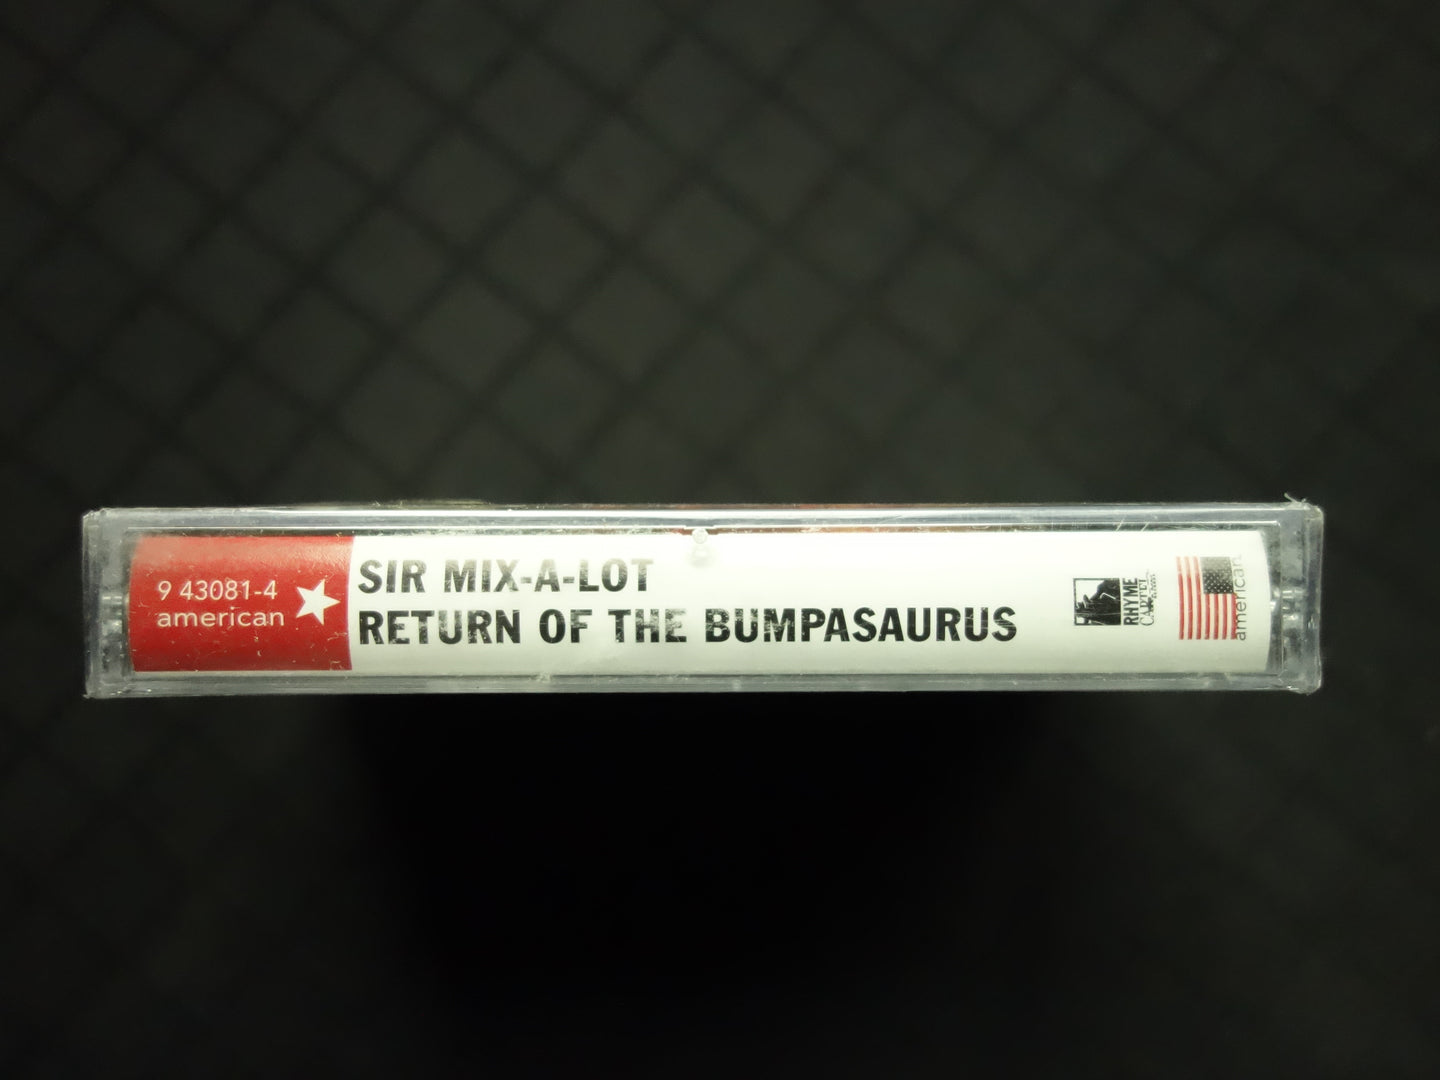 9 43081-4
american
SIR MIX-A-LOT
RETURN OF THE BUMPASAURUS
RHYME
CARTEL
american